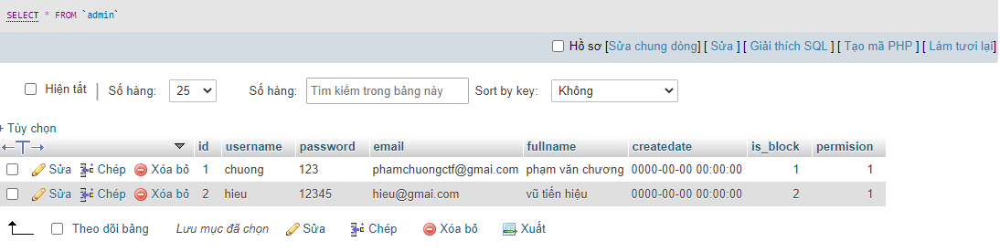 SELECT * FROM `admin`
Hồ sơ [Sửa chung dòng] [ Sửa ] [ Giải thích SQL ] [ Tạo mã PHP ] [ Làm tươi lại]
Hiện tất | Số hàng: 25 Số hàng: Tìm kiếm trong bảng này Sort by key: Không
+ Tùy chọn
←T→ id username password email fullname createdate is_block permision
Sửa Chép Xóa bỏ 1 chuong 123 phamchuongctf@gmai.com phạm văn chương 0000-00-00 00:00:00 1 1
Sửa Chép Xóa bỏ 2 hieu 12345 hieu@gmai.com vũ tiến hiệu 0000-00-00 00:00:00 2 1
Theo dõi bảng Lưu mục đã chọn Sửa Chép Xóa bỏ Xuất